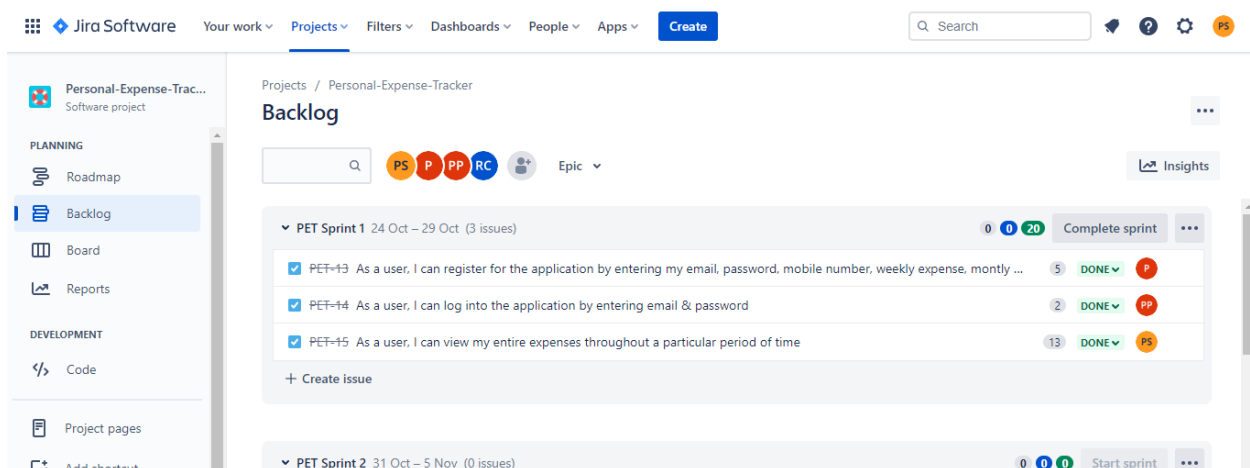 Jira Software Your work Projects Filters Dashboards People Apps Create Search PS
Personal-Expense-Trac...
Software project
PLANNING
Roadmap
Backlog
Board
Reports
DEVELOPMENT
Code
Project pages
Add shortcut
Projects / Personal-Expense-Tracker
Backlog
PS P PP RC Epic Insights
PET Sprint 1 24 Oct – 29 Oct (3 issues) 0 0 20 Complete sprint
PET-13 As a user, I can register for the application by entering my email, password, mobile number, weekly expense, montly ... 5 DONE P
PET-14 As a user, I can log into the application by entering email & password 2 DONE PP
PET-15 As a user, I can view my entire expenses throughout a particular period of time 13 DONE PS
+ Create issue
PET Sprint 2 31 Oct – 5 Nov (0 issues) 0 0 0 Start sprint